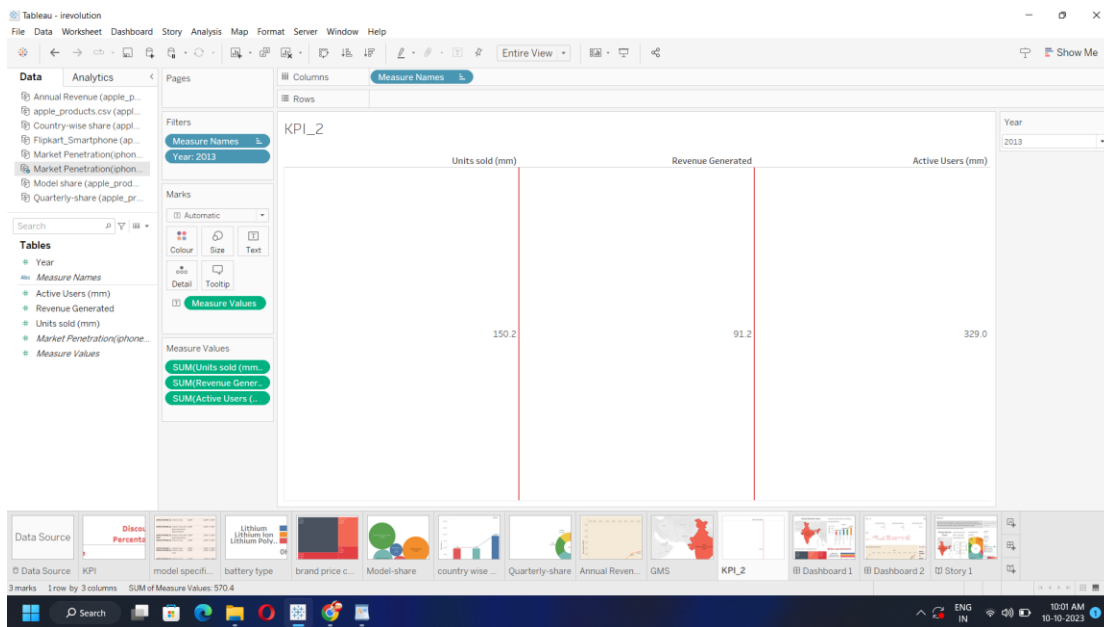 Tableau - irevolution
File Data Worksheet Dashboard Story Analysis Map Format Server Window Help
Entire View
Show Me
Data Analytics
Annual Revenue (apple_p...
apple_products.csv (appl...
Country-wise share (appl...
Flipkart_Smartphone (ap...
Market Penetration(iphon...
Market Penetration(iphon...
Model share (apple_prod...
Quarterly-share (apple_pr...
Search
Tables
Year
Abc Measure Names
Active Users (mm)
Revenue Generated
Units sold (mm)
Market Penetration(iphone...
Measure Values
Pages
Filters
Measure Names
Year: 2013
Marks
Automatic
Colour Size Text
Detail Tooltip
Measure Values
Measure Values
SUM(Units sold (mm..
SUM(Revenue Gener..
SUM(Active Users (..
Columns Measure Names
Rows
KPI_2
Units sold (mm) Revenue Generated Active Users (mm)
150.2 91.2 329.0
Year
2013
Data Source
Discou
Percenta
Lithium
Lithium Ion
Lithium Poly..
Data Source KPI model specifi... battery type brand price c... Model-share country wise ... Quarterly-share Annual Reven... GMS KPI_2 Dashboard 1 Dashboard 2 Story 1
3 marks 1 row by 3 columns SUM of Measure Values: 570.4
Search
ENG
IN
10:01 AM
10-10-2023
1